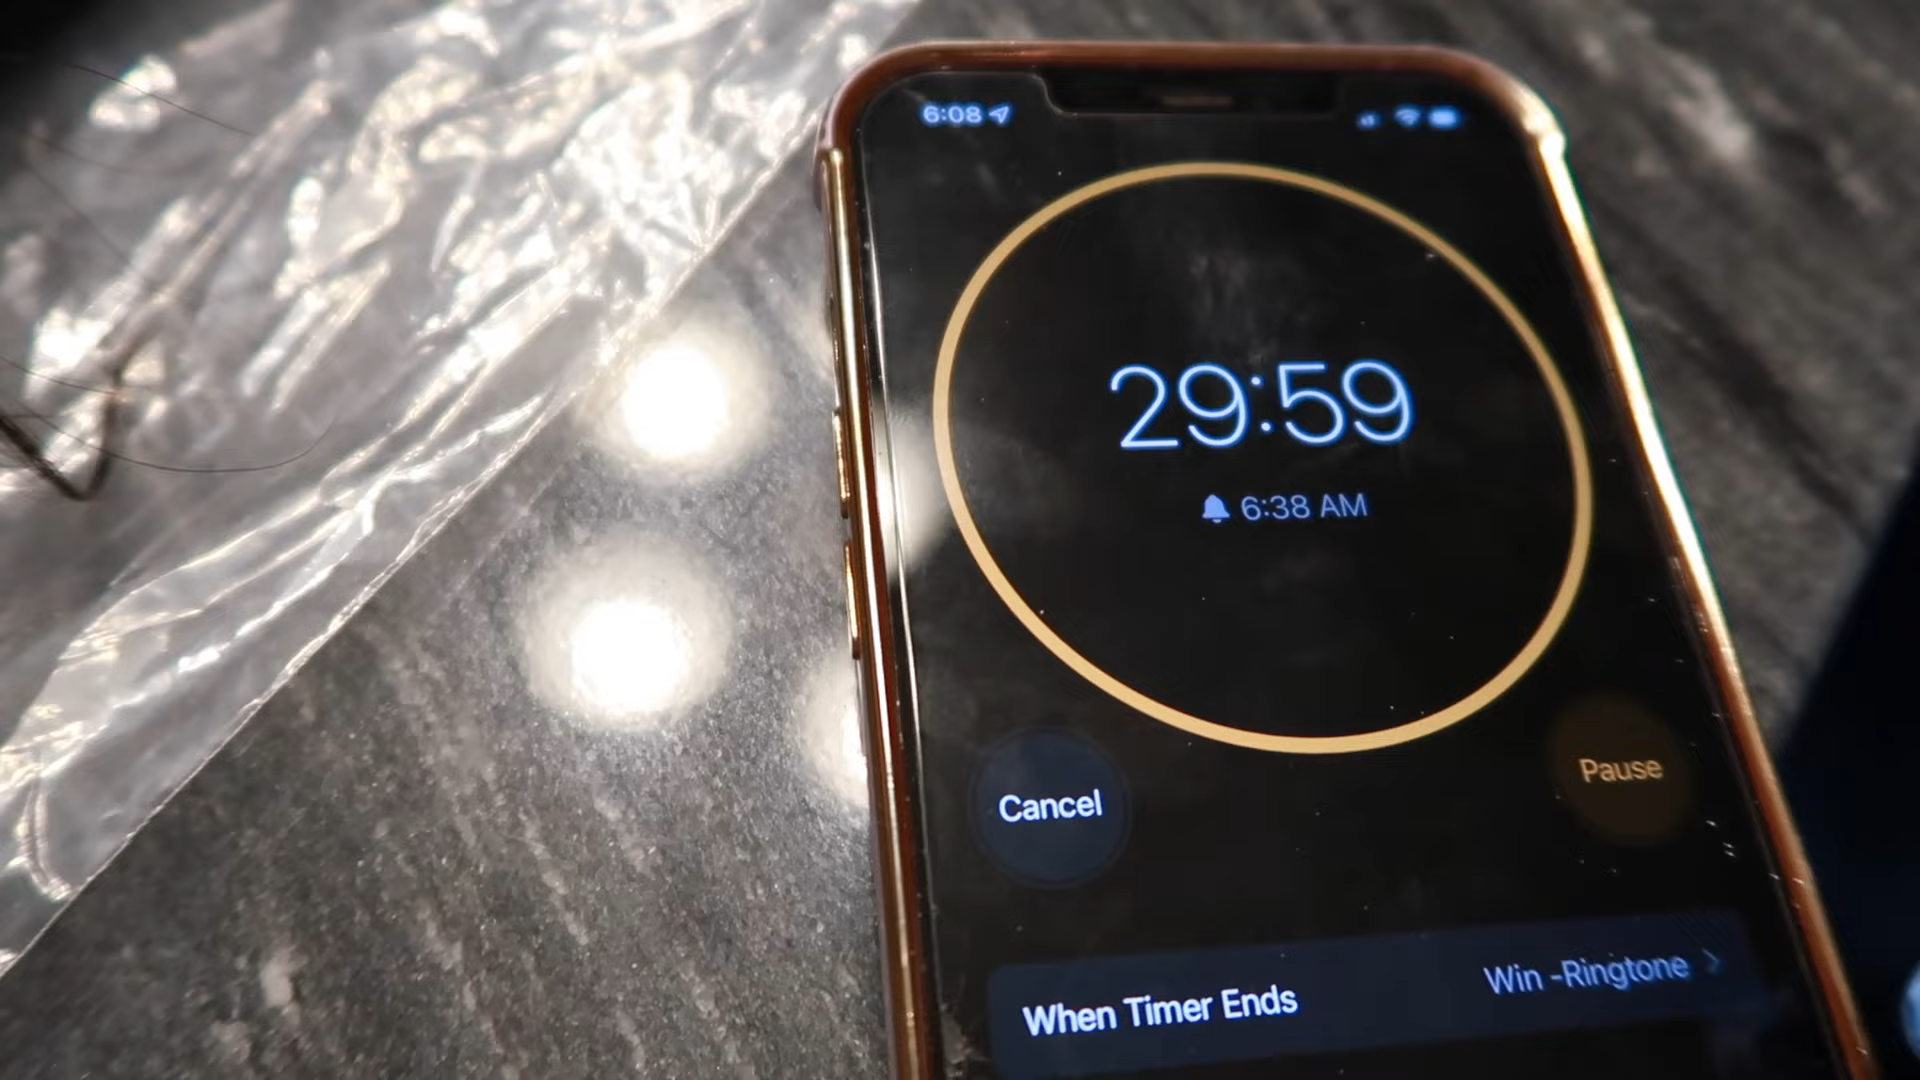 6:08
29:59
6:38 AM
Cancel
Pause
When Timer Ends
Win -Ringtone